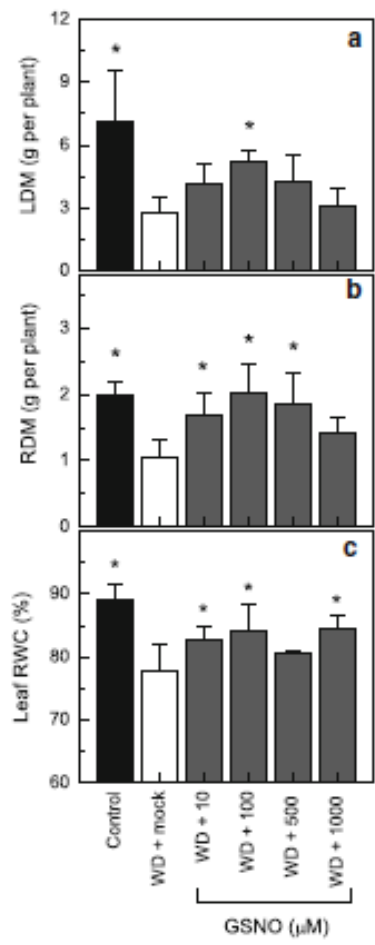 a
12
9
6
3
0
LDM (g per plant)
*
*
b
3
2
1
0
RDM (g per plant)
*
*
*
*
c
90
80
70
60
Leaf RWC (%)
*
*
*
*
Control
WD + mock
WD + 10
WD + 100
WD + 500
WD + 1000
GSNO (μM)